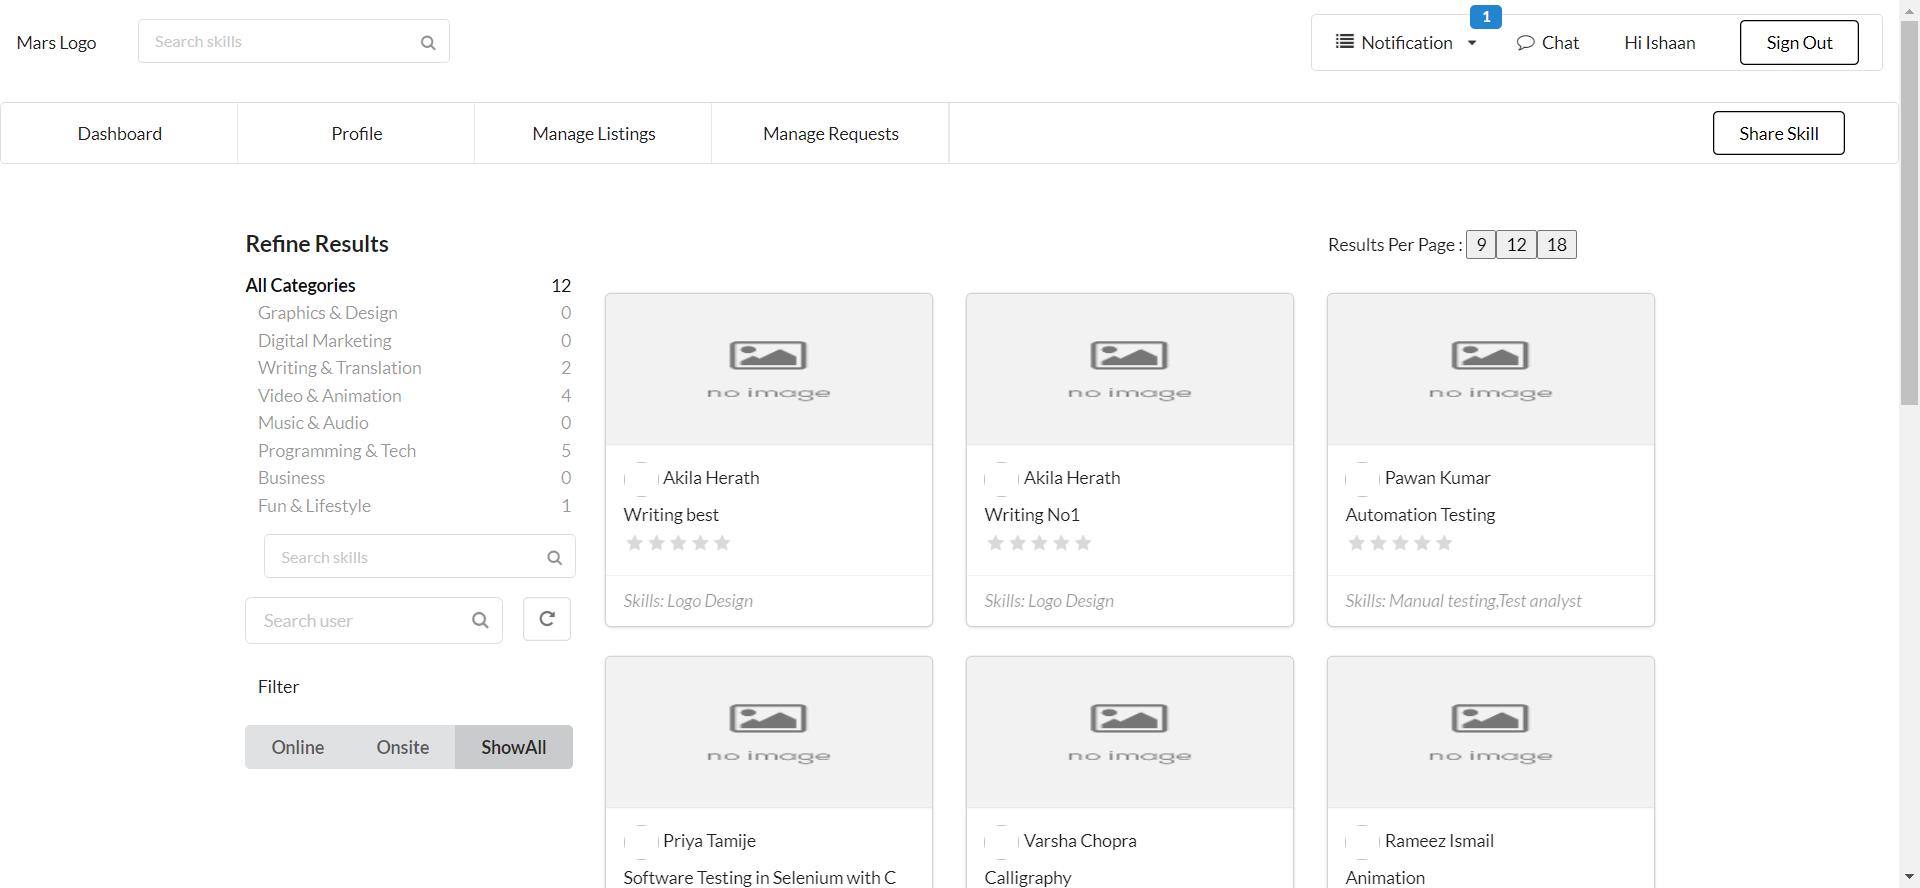 Mars Logo
Search skills
Notification
1
Chat
Hi Ishaan
Sign Out
Dashboard
Profile
Manage Listings
Manage Requests
Share Skill
Refine Results
All Categories 12
Graphics & Design 0
Digital Marketing 0
Writing & Translation 2
Video & Animation 4
Music & Audio 0
Programming & Tech 5
Business 0
Fun & Lifestyle 1
Search skills
Search user
Filter
Online
Onsite
ShowAll
Results Per Page : 9 12 18
no image
Akila Herath
Writing best
Skills: Logo Design
no image
Akila Herath
Writing No1
Skills: Logo Design
no image
Pawan Kumar
Automation Testing
Skills: Manual testing,Test analyst
no image
Priya Tamije
Software Testing in Selenium with C
no image
Varsha Chopra
Calligraphy
no image
Rameez Ismail
Animation